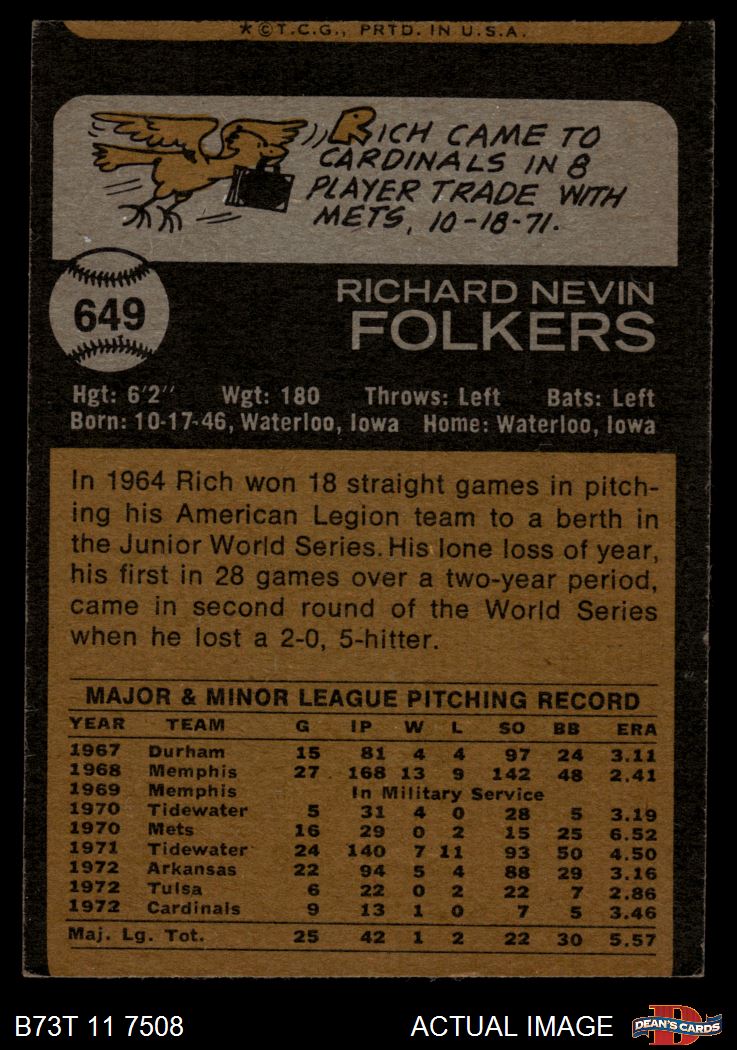 *©T.C.G., PRTD. IN U.S.A.
RICH CAME TO
CARDINALS IN 8
PLAYER TRADE WITH
METS, 10-18-71.
649
RICHARD NEVIN
FOLKERS
Hgt: 6'2" Wgt: 180 Throws: Left Bats: Left
Born: 10-17-46, Waterloo, Iowa Home: Waterloo, Iowa
In 1964 Rich won 18 straight games in pitch-
ing his American Legion team to a berth in
the Junior World Series. His lone loss of year,
his first in 28 games over a two-year period,
came in second round of the World Series
when he lost a 2-0, 5-hitter.
MAJOR & MINOR LEAGUE PITCHING RECORD
YEAR TEAM G IP W L SO BB ERA
1967 Durham 15 81 4 4 97 24 3.11
1968 Memphis 27 168 13 9 142 48 2.41
1969 Memphis In Military Service
1970 Tidewater 5 31 4 0 28 5 3.19
1970 Mets 16 29 0 2 15 25 6.52
1971 Tidewater 24 140 7 11 93 50 4.50
1972 Arkansas 22 94 5 4 88 29 3.16
1972 Tulsa 6 22 0 2 22 7 2.86
1972 Cardinals 9 13 1 0 7 5 3.46
Maj. Lg. Tot. 25 42 1 2 22 30 5.57
B73T 11 7508 ACTUAL IMAGE DEAN'S CARDS